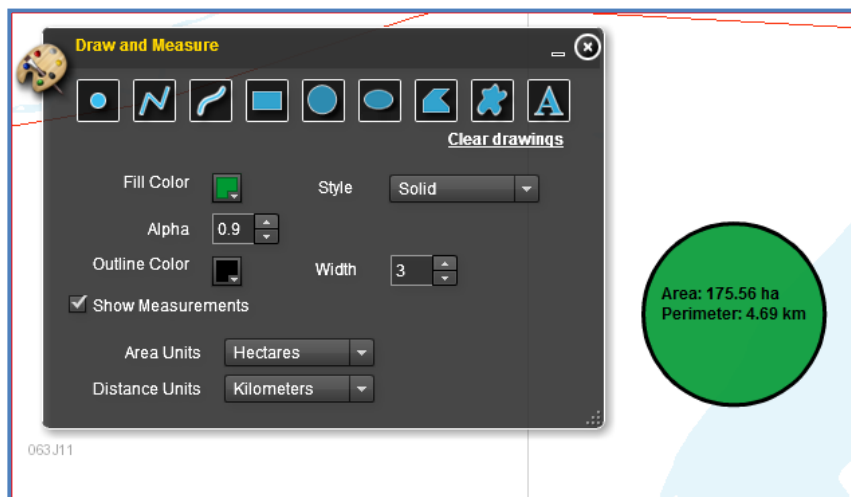 Draw and Measure
A
Clear drawings
Fill Color
Style
Solid
Alpha
0.9
Outline Color
Width
3
Show Measurements
Area Units
Hectares
Distance Units
Kilometers
Area: 175.56 ha
Perimeter: 4.69 km
063J11